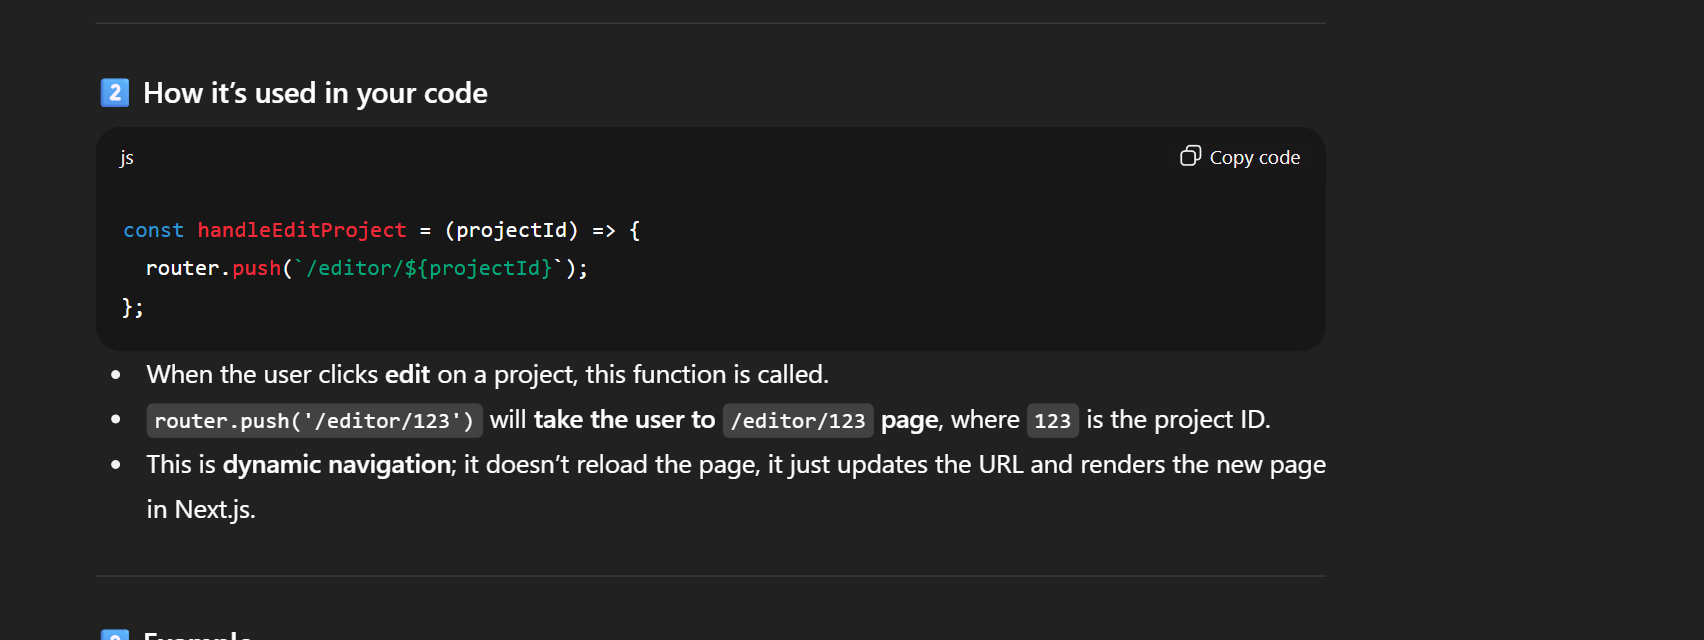 2 How it’s used in your code
js
Copy code
const handleEditProject = (projectId) => {
router.push(`/editor/${projectId}`);
};
• When the user clicks edit on a project, this function is called.
• router.push('/editor/123') will take the user to /editor/123 page, where 123 is the project ID.
• This is dynamic navigation; it doesn’t reload the page, it just updates the URL and renders the new page
in Next.js.
Example